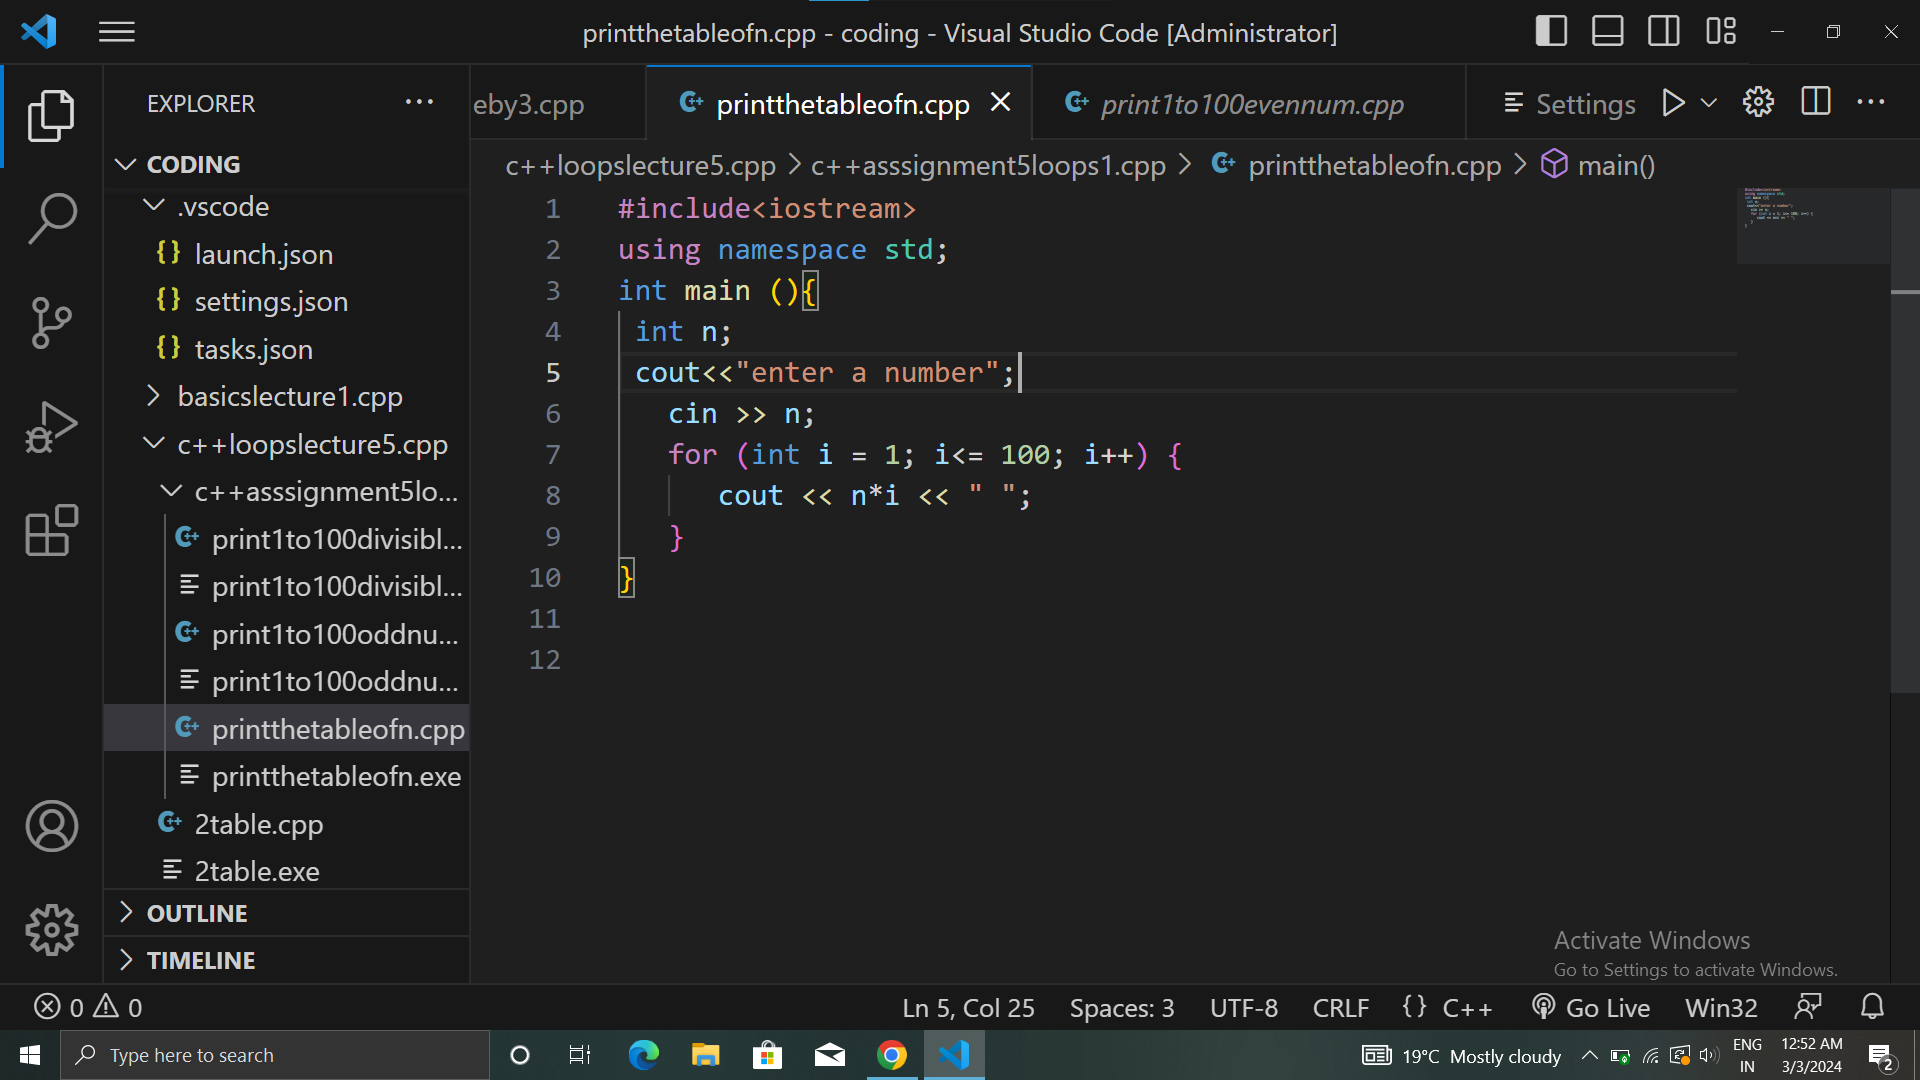 printthetableofn.cpp - coding - Visual Studio Code [Administrator]
EXPLORER
eby3.cpp
printthetableofn.cpp
print1to100evennum.cpp
Settings
CODING
c++loopslecture5.cpp > c++asssignment5loops1.cpp > printthetableofn.cpp > main()
.vscode
{} launch.json
{} settings.json
{} tasks.json
basicslecture1.cpp
c++loopslecture5.cpp
c++asssignment5lo...
print1to100divisibl...
print1to100divisibl...
print1to100oddnu...
print1to100oddnu...
printthetableofn.cpp
printthetableofn.exe
2table.cpp
2table.exe
OUTLINE
TIMELINE
1 #include<iostream>
2 using namespace std;
3 int main (){
4 int n;
5 cout<<"enter a number";
6 cin >> n;
7 for (int i = 1; i<= 100; i++) {
8 cout << n*i << " ";
9 }
10 }
11
12
Activate Windows
Go to Settings to activate Windows.
0 0
Ln 5, Col 25
Spaces: 3
UTF-8
CRLF
{} C++
Go Live
Win32
Type here to search
19°C Mostly cloudy
ENG
IN
12:52 AM
3/3/2024
2